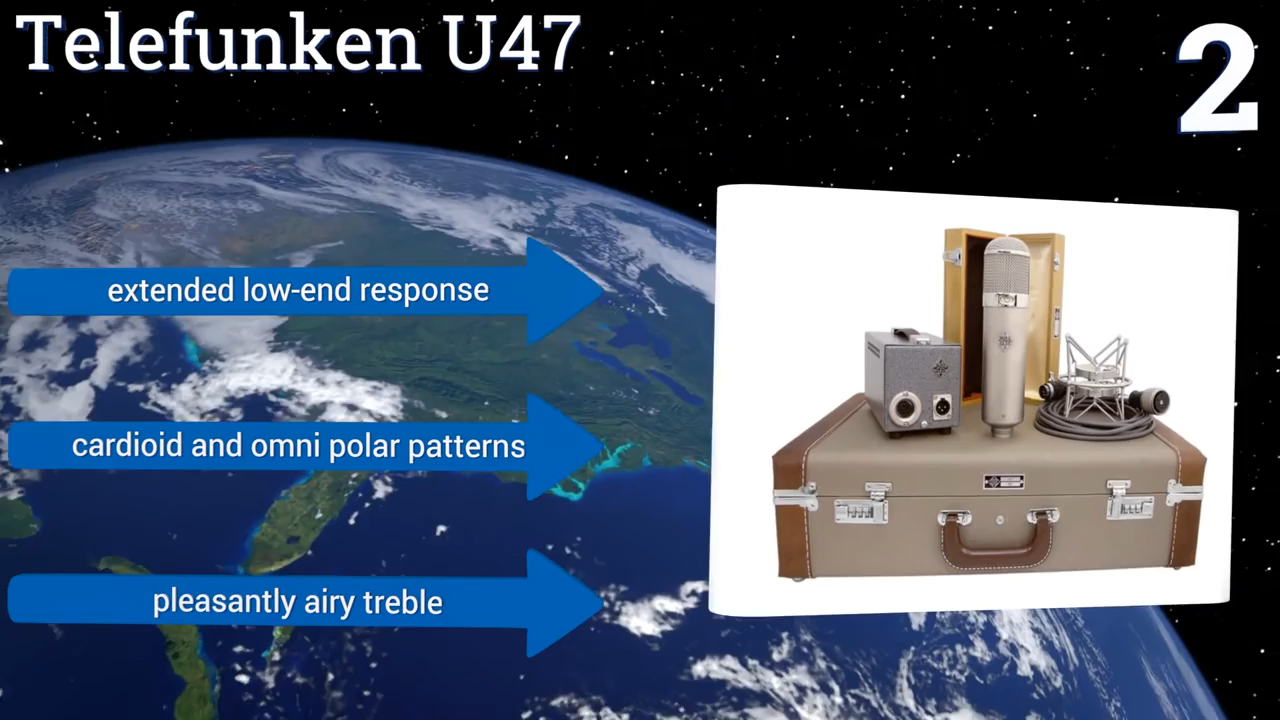 Telefunken U47
2
extended low-end response
cardioid and omni polar patterns
pleasantly airy treble